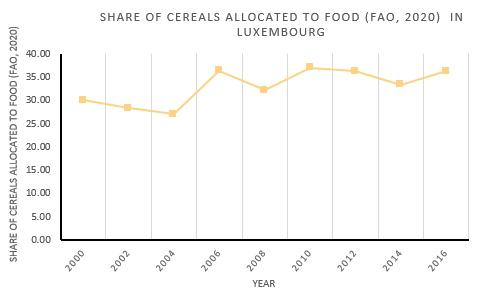 SHARE OF CEREALS ALLOCATED TO FOOD (FAO, 2020) IN
LUXEMBOURG
SHARE OF CEREALS ALLOCATED TO FOOD (FAO, 2020)
40.00
35.00
30.00
25.00
20.00
15.00
10.00
5.00
0.00
2000 2002 2004 2006 2008 2010 2012 2014 2016
YEAR